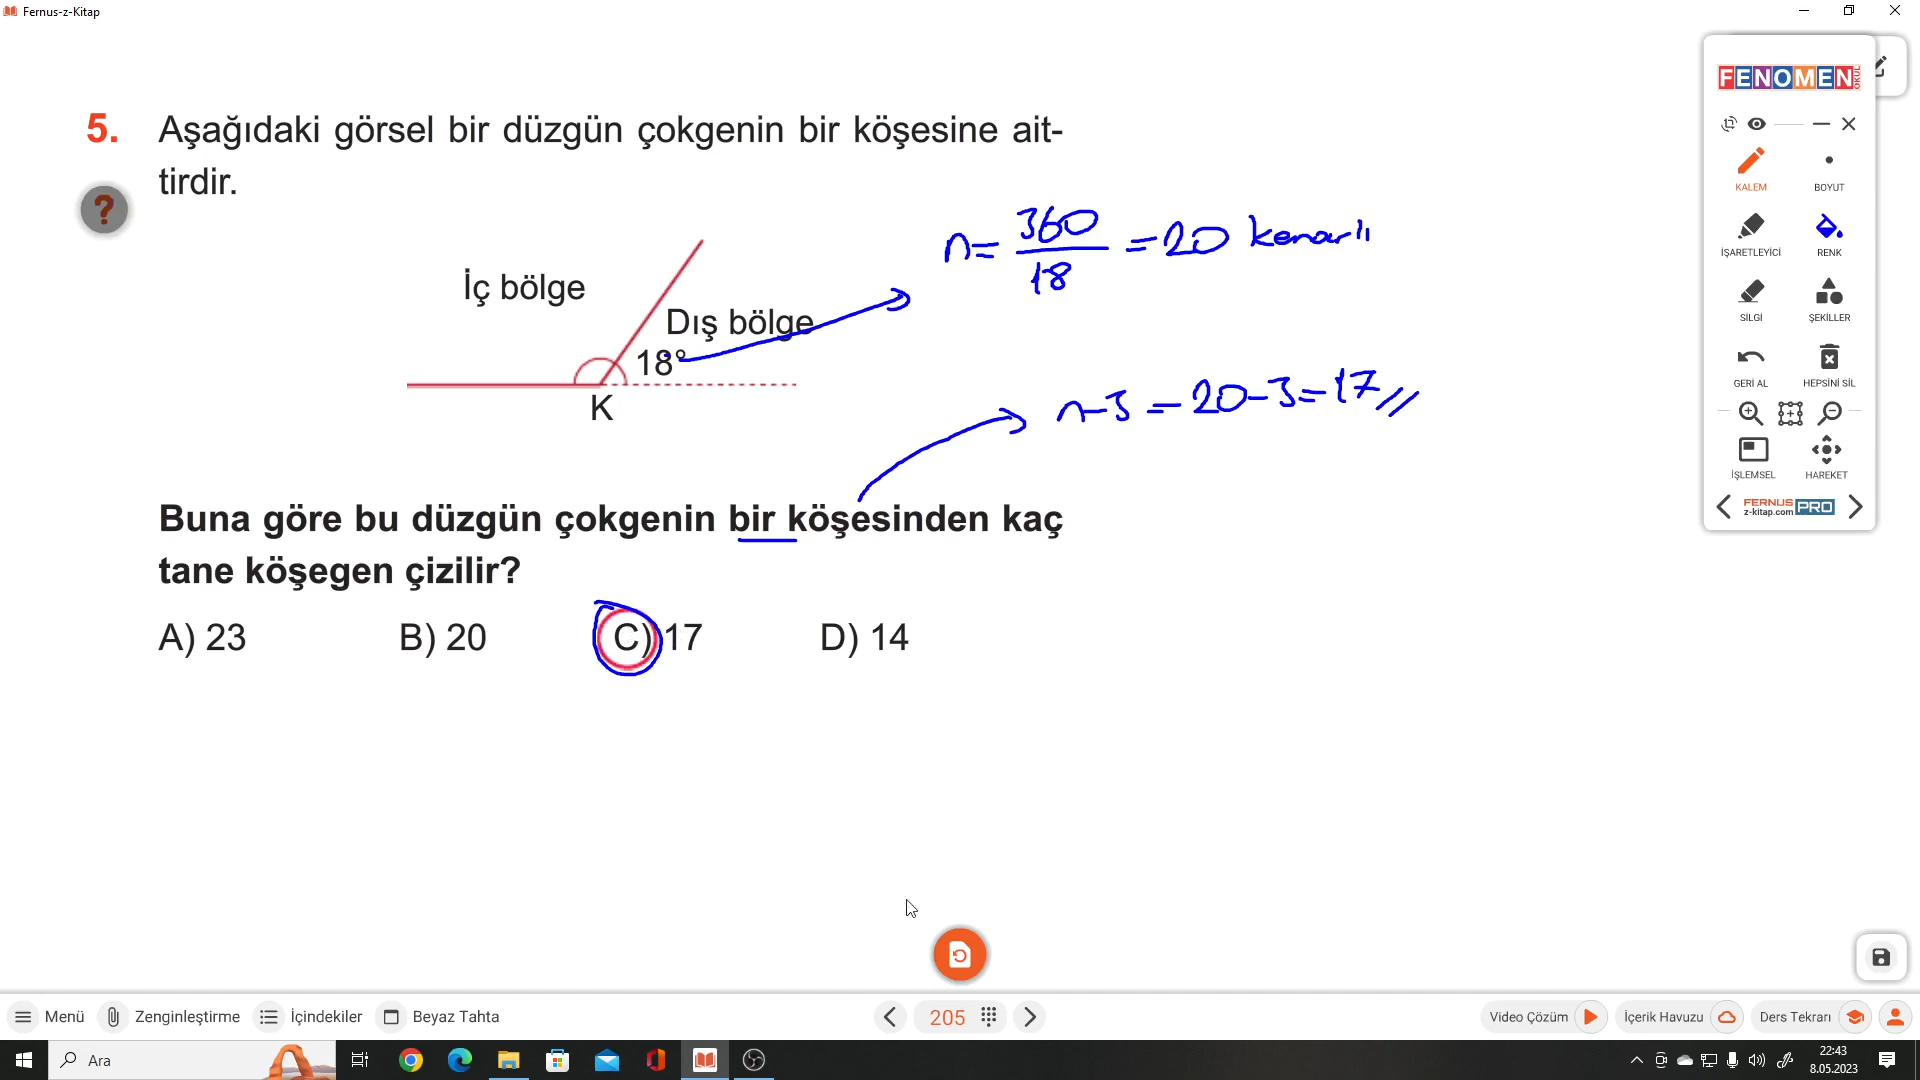 Fernus-z-Kitap
5. Aşağıdaki görsel bir düzgün çokgenin bir köşesine ait-
tirdir.
?
İç bölge
Dış bölge
18°
K
n = 360 / 18 = 20 kenarlı
n - 3 = 20 - 3 = 17 //
Buna göre bu düzgün çokgenin bir köşesinden kaç
tane köşegen çizilir?
A) 23 B) 20 C) 17 D) 14
FENOMEN OKUL
KALEM BOYUT
İŞARETLEYİCİ RENK
SİLGİ ŞEKİLLER
GERİ AL HEPSİNİ SİL
İŞLEMSEL HAREKET
FERNUS
z-kitap.com PRO
Menü Zenginleştirme İçindekiler Beyaz Tahta 205 Video Çözüm İçerik Havuzu Ders Tekrarı
Ara
22:43
8.05.2023